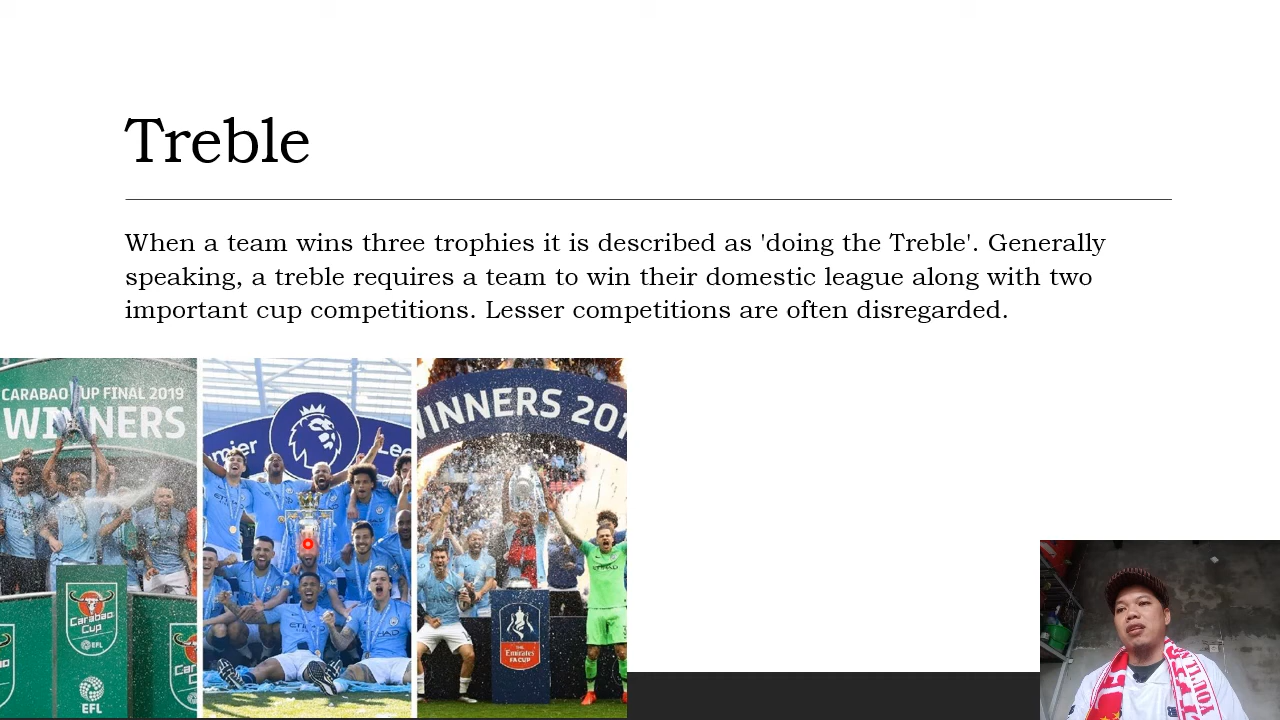 Treble
When a team wins three trophies it is described as 'doing the Treble'. Generally
speaking, a treble requires a team to win their domestic league along with two
important cup competitions. Lesser competitions are often disregarded.
CARABAO CUP FINAL 2019
WINNERS
Carabao
Cup
EFL
EFL
WINNERS 201
THE
Emirates
FA CUP